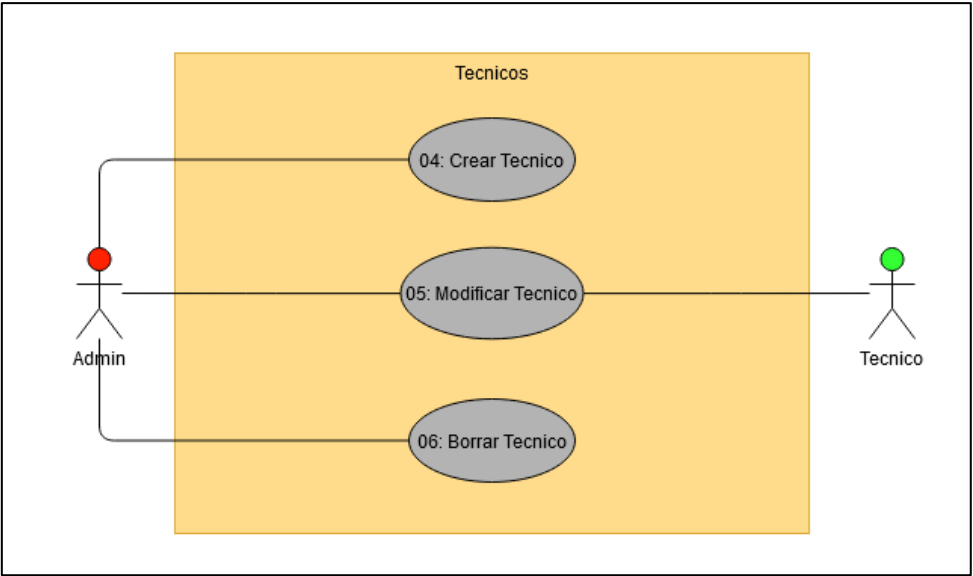 Tecnicos
04: Crear Tecnico
05: Modificar Tecnico
Admin
Tecnico
06: Borrar Tecnico